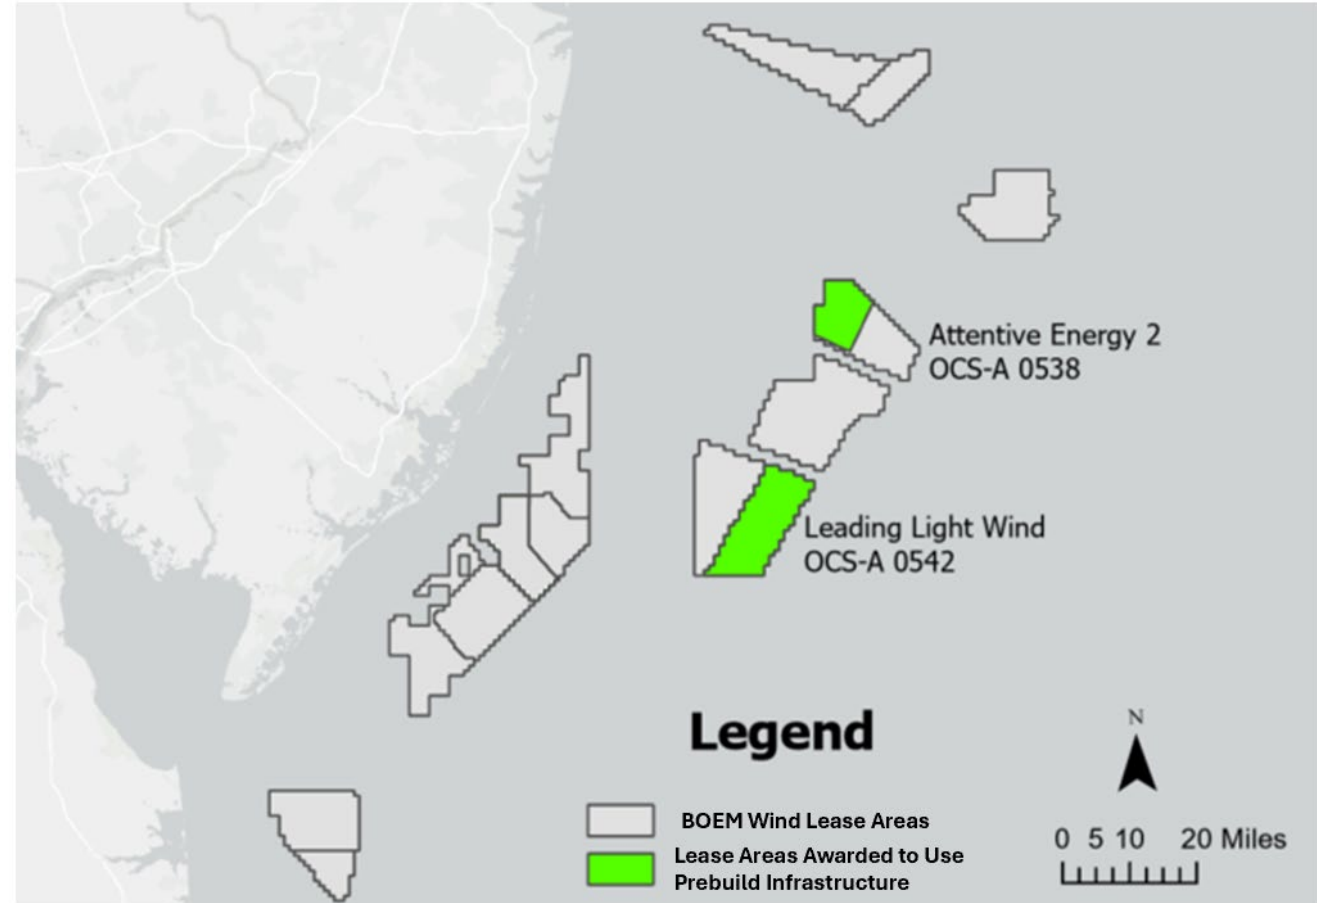 Attentive Energy 2
OCS-A 0538
Leading Light Wind
OCS-A 0542
Legend
BOEM Wind Lease Areas
Lease Areas Awarded to Use
Prebuild Infrastructure
N
0 5 10 20 Miles